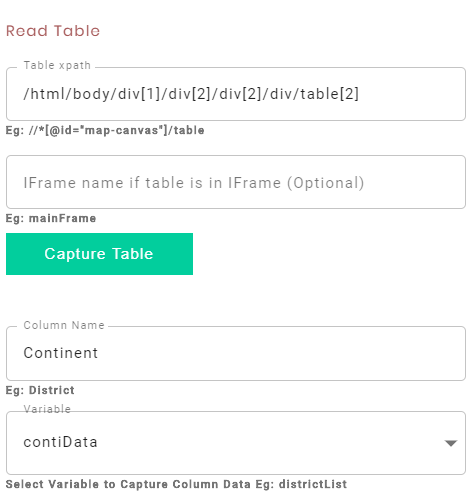 Read Table
Table xpath
/html/body/div[1]/div[2]/div[2]/div/table[2]
Eg: //*[@id="map-canvas"]/table
IFrame name if table is in IFrame (Optional)
Eg: mainFrame
Capture Table
Column Name
Continent
Eg: District
Variable
contiData
Select Variable to Capture Column Data Eg: districtList